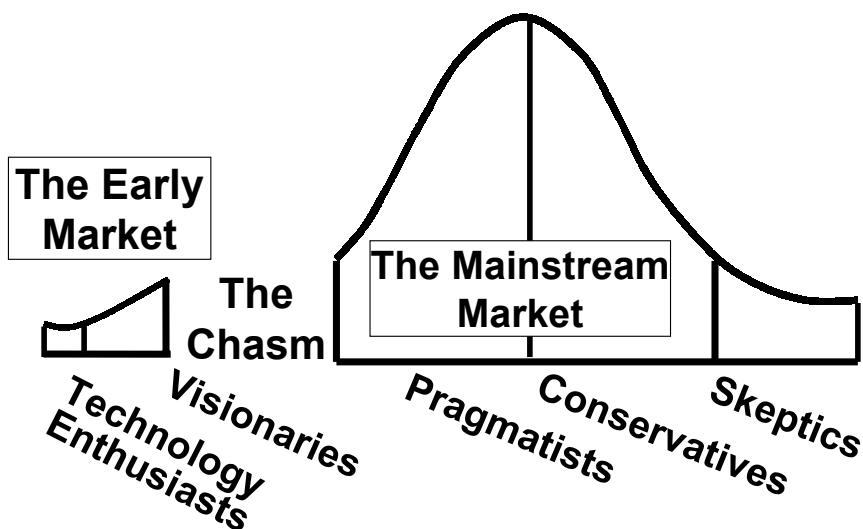 The Early
Market
The
Chasm
The Mainstream
Market
Technology
Enthusiasts
Visionaries
Pragmatists
Conservatives
Skeptics